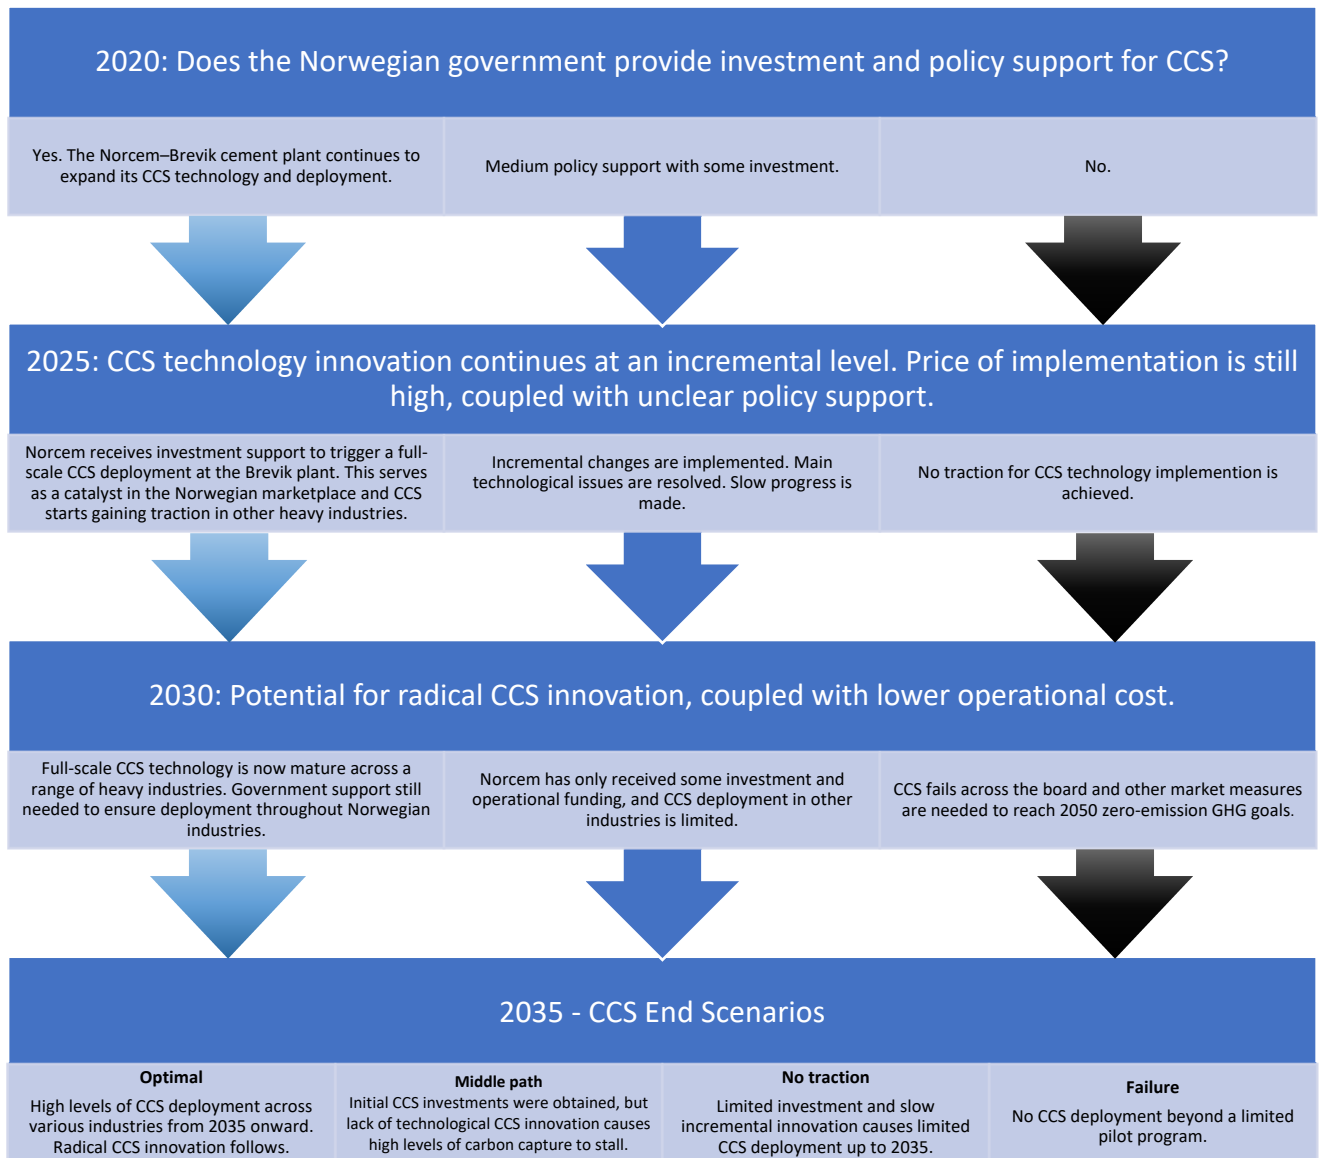 2020: Does the Norwegian government provide investment and policy support for CCS?
Yes. The Norcem–Brevik cement plant continues to
expand its CCS technology and deployment.
Medium policy support with some investment.
No.
2025: CCS technology innovation continues at an incremental level. Price of implementation is still
high, coupled with unclear policy support.
Norcem receives investment support to trigger a full-
scale CCS deployment at the Brevik plant. This serves
as a catalyst in the Norwegian marketplace and CCS
starts gaining traction in other heavy industries.
Incremental changes are implemented. Main
technological issues are resolved. Slow progress is
made.
No traction for CCS technology implemention is
achieved.
2030: Potential for radical CCS innovation, coupled with lower operational cost.
Full-scale CCS technology is now mature across a
range of heavy industries. Government support still
needed to ensure deployment throughout Norwegian
industries.
Norcem has only received some investment and
operational funding, and CCS deployment in other
industries is limited.
CCS fails across the board and other market measures
are needed to reach 2050 zero-emission GHG goals.
2035 - CCS End Scenarios
Optimal
High levels of CCS deployment across
various industries from 2035 onward.
Radical CCS innovation follows.
Middle path
Initial CCS investments were obtained, but
lack of technological CCS innovation causes
high levels of carbon capture to stall.
No traction
Limited investment and slow
incremental innovation causes limited
CCS deployment up to 2035.
Failure
No CCS deployment beyond a limited
pilot program.